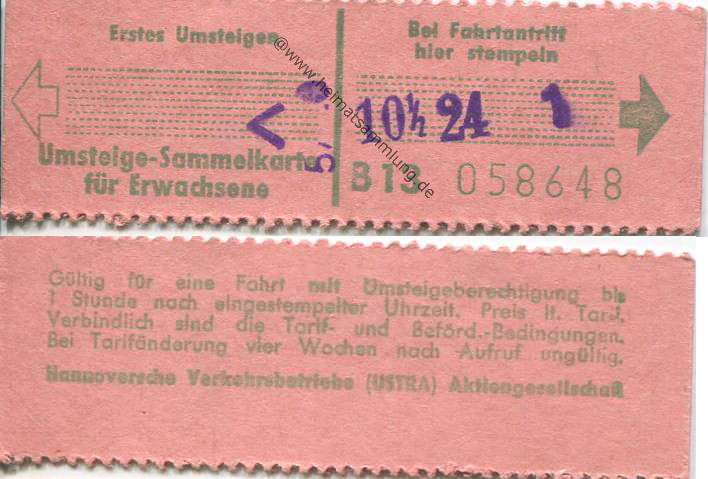 Erstes Umsteigen
Bei Fahrtantritt
hier stempeln
10½ 24 1
Umsteige-Sammelkarte
für Erwachsene
B 13. 058648
@www.heimatsammlung.de
Gültig für eine Fahrt mit Umsteigeberechtigung bis
1 Stunde nach eingestempelter Uhrzeit. Preis lt. Tarif.
Verbindlich sind die Tarif- und Beförd.-Bedingungen.
Bei Tarifänderung vier Wochen nach Aufruf ungültig.
Hannoversche Verkehrsbetriebe (USTRA) Aktiengesellschaft